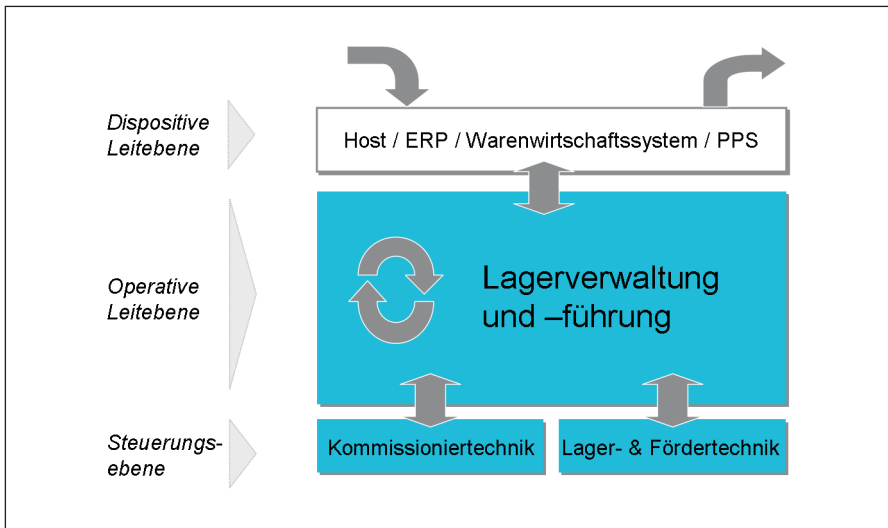 Dispositive
Leitebene
Host / ERP / Warenwirtschaftssystem / PPS
Operative
Leitebene
Lagerverwaltung
und –führung
Steuerungs-
ebene
Kommissioniertechnik
Lager- & Fördertechnik